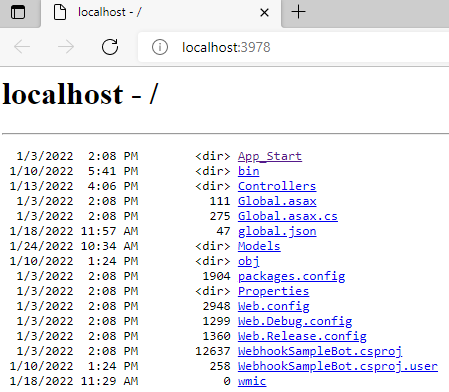 localhost - /
localhost:3978
localhost - /
1/3/2022 2:08 PM <dir> App_Start
1/10/2022 5:41 PM <dir> bin
1/13/2022 4:06 PM <dir> Controllers
1/3/2022 2:08 PM 111 Global.asax
1/3/2022 2:08 PM 275 Global.asax.cs
1/18/2022 11:57 AM 47 global.json
1/24/2022 10:34 AM <dir> Models
1/10/2022 1:24 PM <dir> obj
1/3/2022 2:08 PM 1904 packages.config
1/3/2022 2:08 PM <dir> Properties
1/3/2022 2:08 PM 2948 Web.config
1/3/2022 2:08 PM 1299 Web.Debug.config
1/3/2022 2:08 PM 1360 Web.Release.config
1/3/2022 2:08 PM 12637 WebhookSampleBot.csproj
1/10/2022 1:24 PM 258 WebhookSampleBot.csproj.user
1/18/2022 11:29 AM 0 wmic